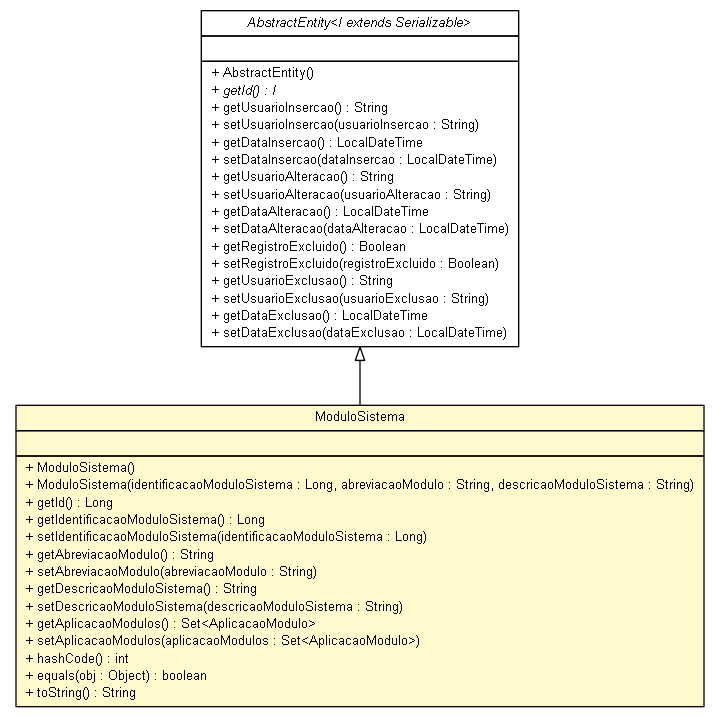 AbstractEntity<I extends Serializable>
+ AbstractEntity()
+ getId() : I
+ getUsuarioInsercao() : String
+ setUsuarioInsercao(usuarioInsercao : String)
+ getDataInsercao() : LocalDateTime
+ setDataInsercao(dataInsercao : LocalDateTime)
+ getUsuarioAlteracao() : String
+ setUsuarioAlteracao(usuarioAlteracao : String)
+ getDataAlteracao() : LocalDateTime
+ setDataAlteracao(dataAlteracao : LocalDateTime)
+ getRegistroExcluido() : Boolean
+ setRegistroExcluido(registroExcluido : Boolean)
+ getUsuarioExclusao() : String
+ setUsuarioExclusao(usuarioExclusao : String)
+ getDataExclusao() : LocalDateTime
+ setDataExclusao(dataExclusao : LocalDateTime)
ModuloSistema
+ ModuloSistema()
+ ModuloSistema(identificacaoModuloSistema : Long, abreviacaoModulo : String, descricaoModuloSistema : String)
+ getId() : Long
+ getIdentificacaoModuloSistema() : Long
+ setIdentificacaoModuloSistema(identificacaoModuloSistema : Long)
+ getAbreviacaoModulo() : String
+ setAbreviacaoModulo(abreviacaoModulo : String)
+ getDescricaoModuloSistema() : String
+ setDescricaoModuloSistema(descricaoModuloSistema : String)
+ getAplicacaoModulos() : Set<AplicacaoModulo>
+ setAplicacaoModulos(aplicacaoModulos : Set<AplicacaoModulo>)
+ hashCode() : int
+ equals(obj : Object) : boolean
+ toString() : String